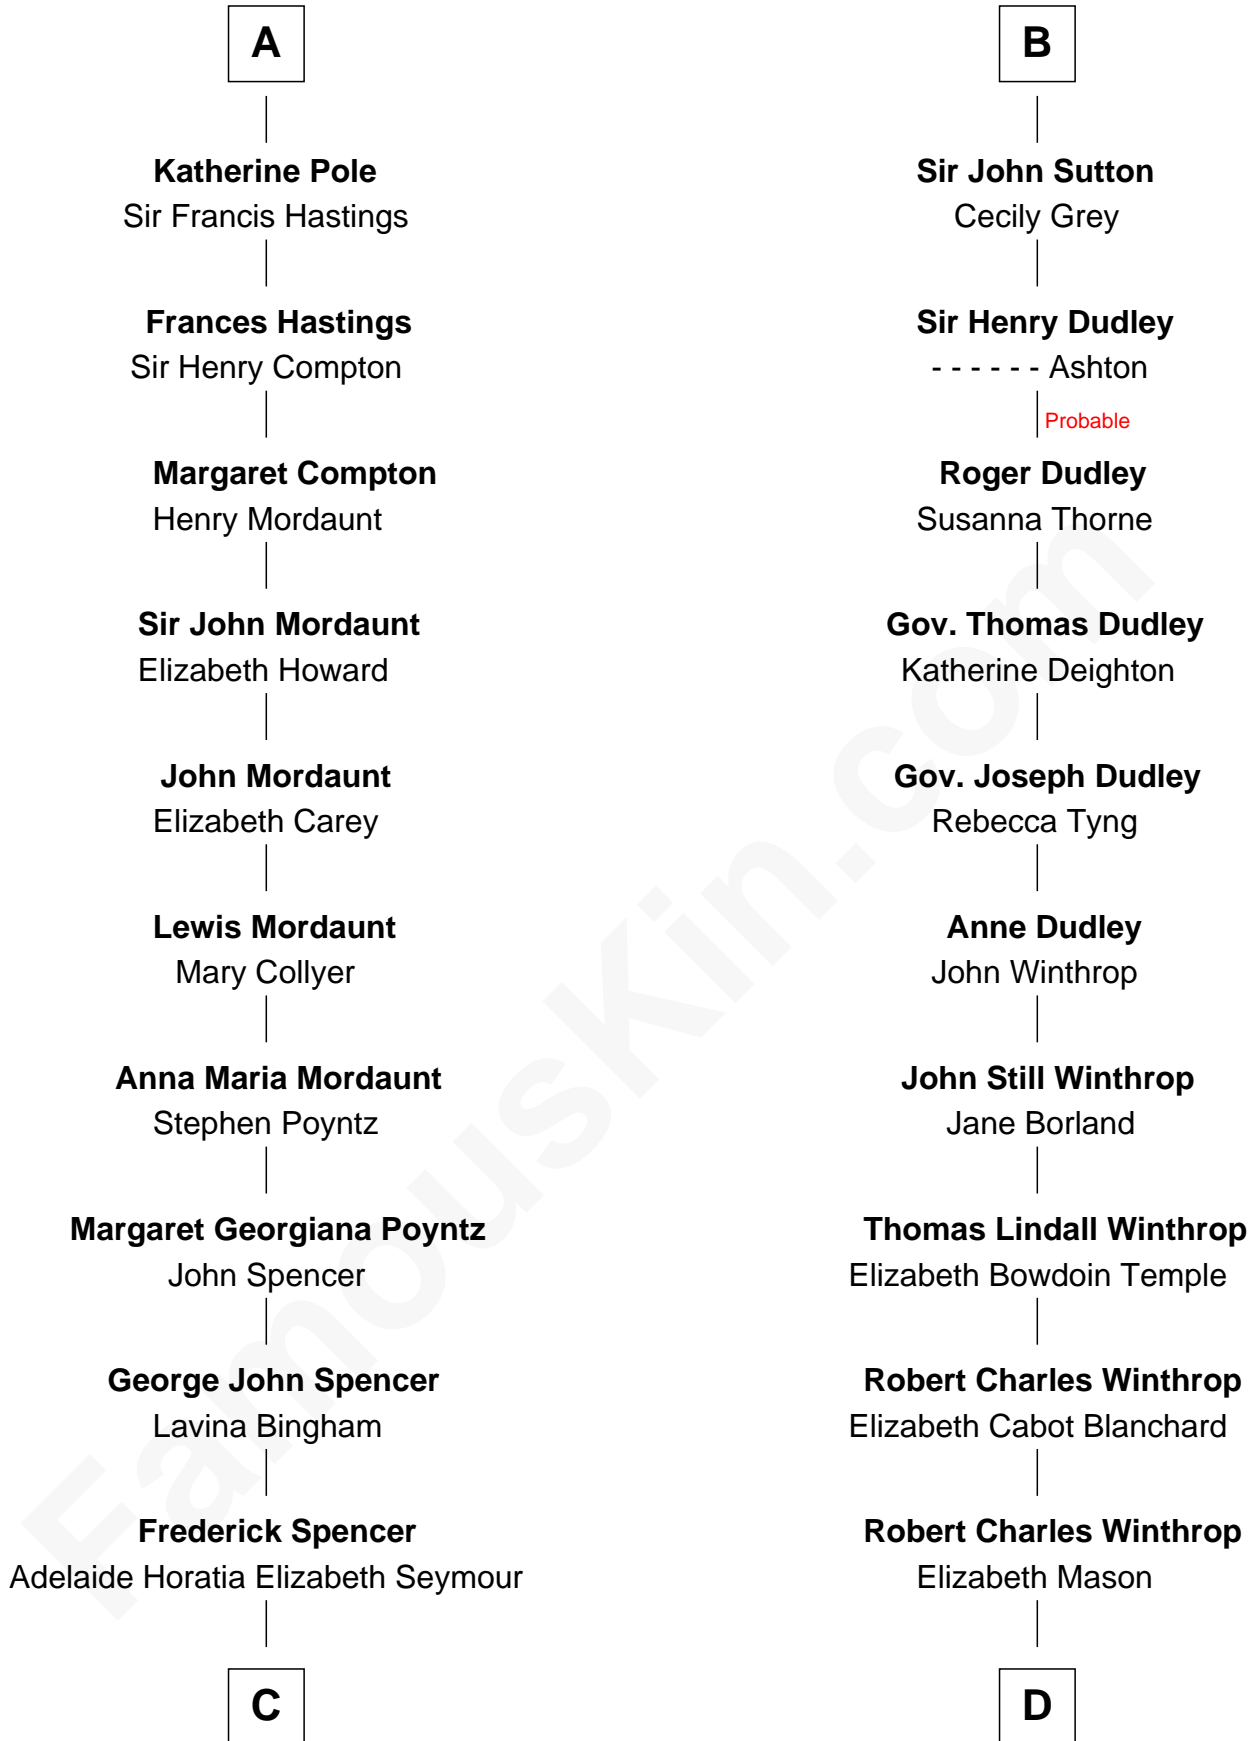 A
Katherine Pole
Sir Francis Hastings
Frances Hastings
Sir Henry Compton
Margaret Compton
Henry Mordaunt
Sir John Mordaunt
Elizabeth Howard
John Mordaunt
Elizabeth Carey
Lewis Mordaunt
Mary Collyer
Anna Maria Mordaunt
Stephen Poyntz
Margaret Georgiana Poyntz
John Spencer
George John Spencer
Lavina Bingham
Frederick Spencer
Adelaide Horatia Elizabeth Seymour
C
B
Sir John Sutton
Cecily Grey
Sir Henry Dudley
- - - - - - Ashton
Probable
Roger Dudley
Susanna Thorne
Gov. Thomas Dudley
Katherine Deighton
Gov. Joseph Dudley
Rebecca Tyng
Anne Dudley
John Winthrop
John Still Winthrop
Jane Borland
Thomas Lindall Winthrop
Elizabeth Bowdoin Temple
Robert Charles Winthrop
Elizabeth Cabot Blanchard
Robert Charles Winthrop
Elizabeth Mason
D
FamousKin.com